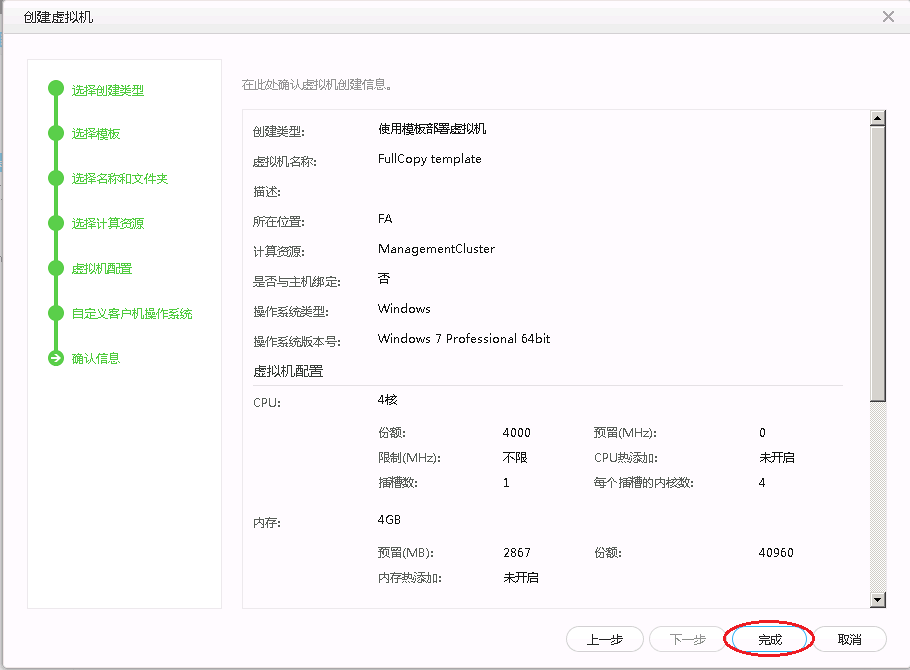 创建虚拟机
选择创建类型
选择模板
选择名称和文件夹
选择计算资源
虚拟机配置
自定义客户机操作系统
确认信息
在此处确认虚拟机创建信息。
创建类型: 使用模板部署虚拟机
虚拟机名称: FullCopy template
描述:
所在位置: FA
计算资源: ManagementCluster
是否与主机绑定: 否
操作系统类型: Windows
操作系统版本号: Windows 7 Professional 64bit
虚拟机配置
CPU: 4核
份额: 4000 预留(MHz): 0
限制(MHz): 不限 CPU热添加: 未开启
插槽数: 1 每个插槽的内核数: 4
内存: 4GB
预留(MB): 2867 份额: 40960
内存热添加: 未开启
上一步 下一步 完成 取消